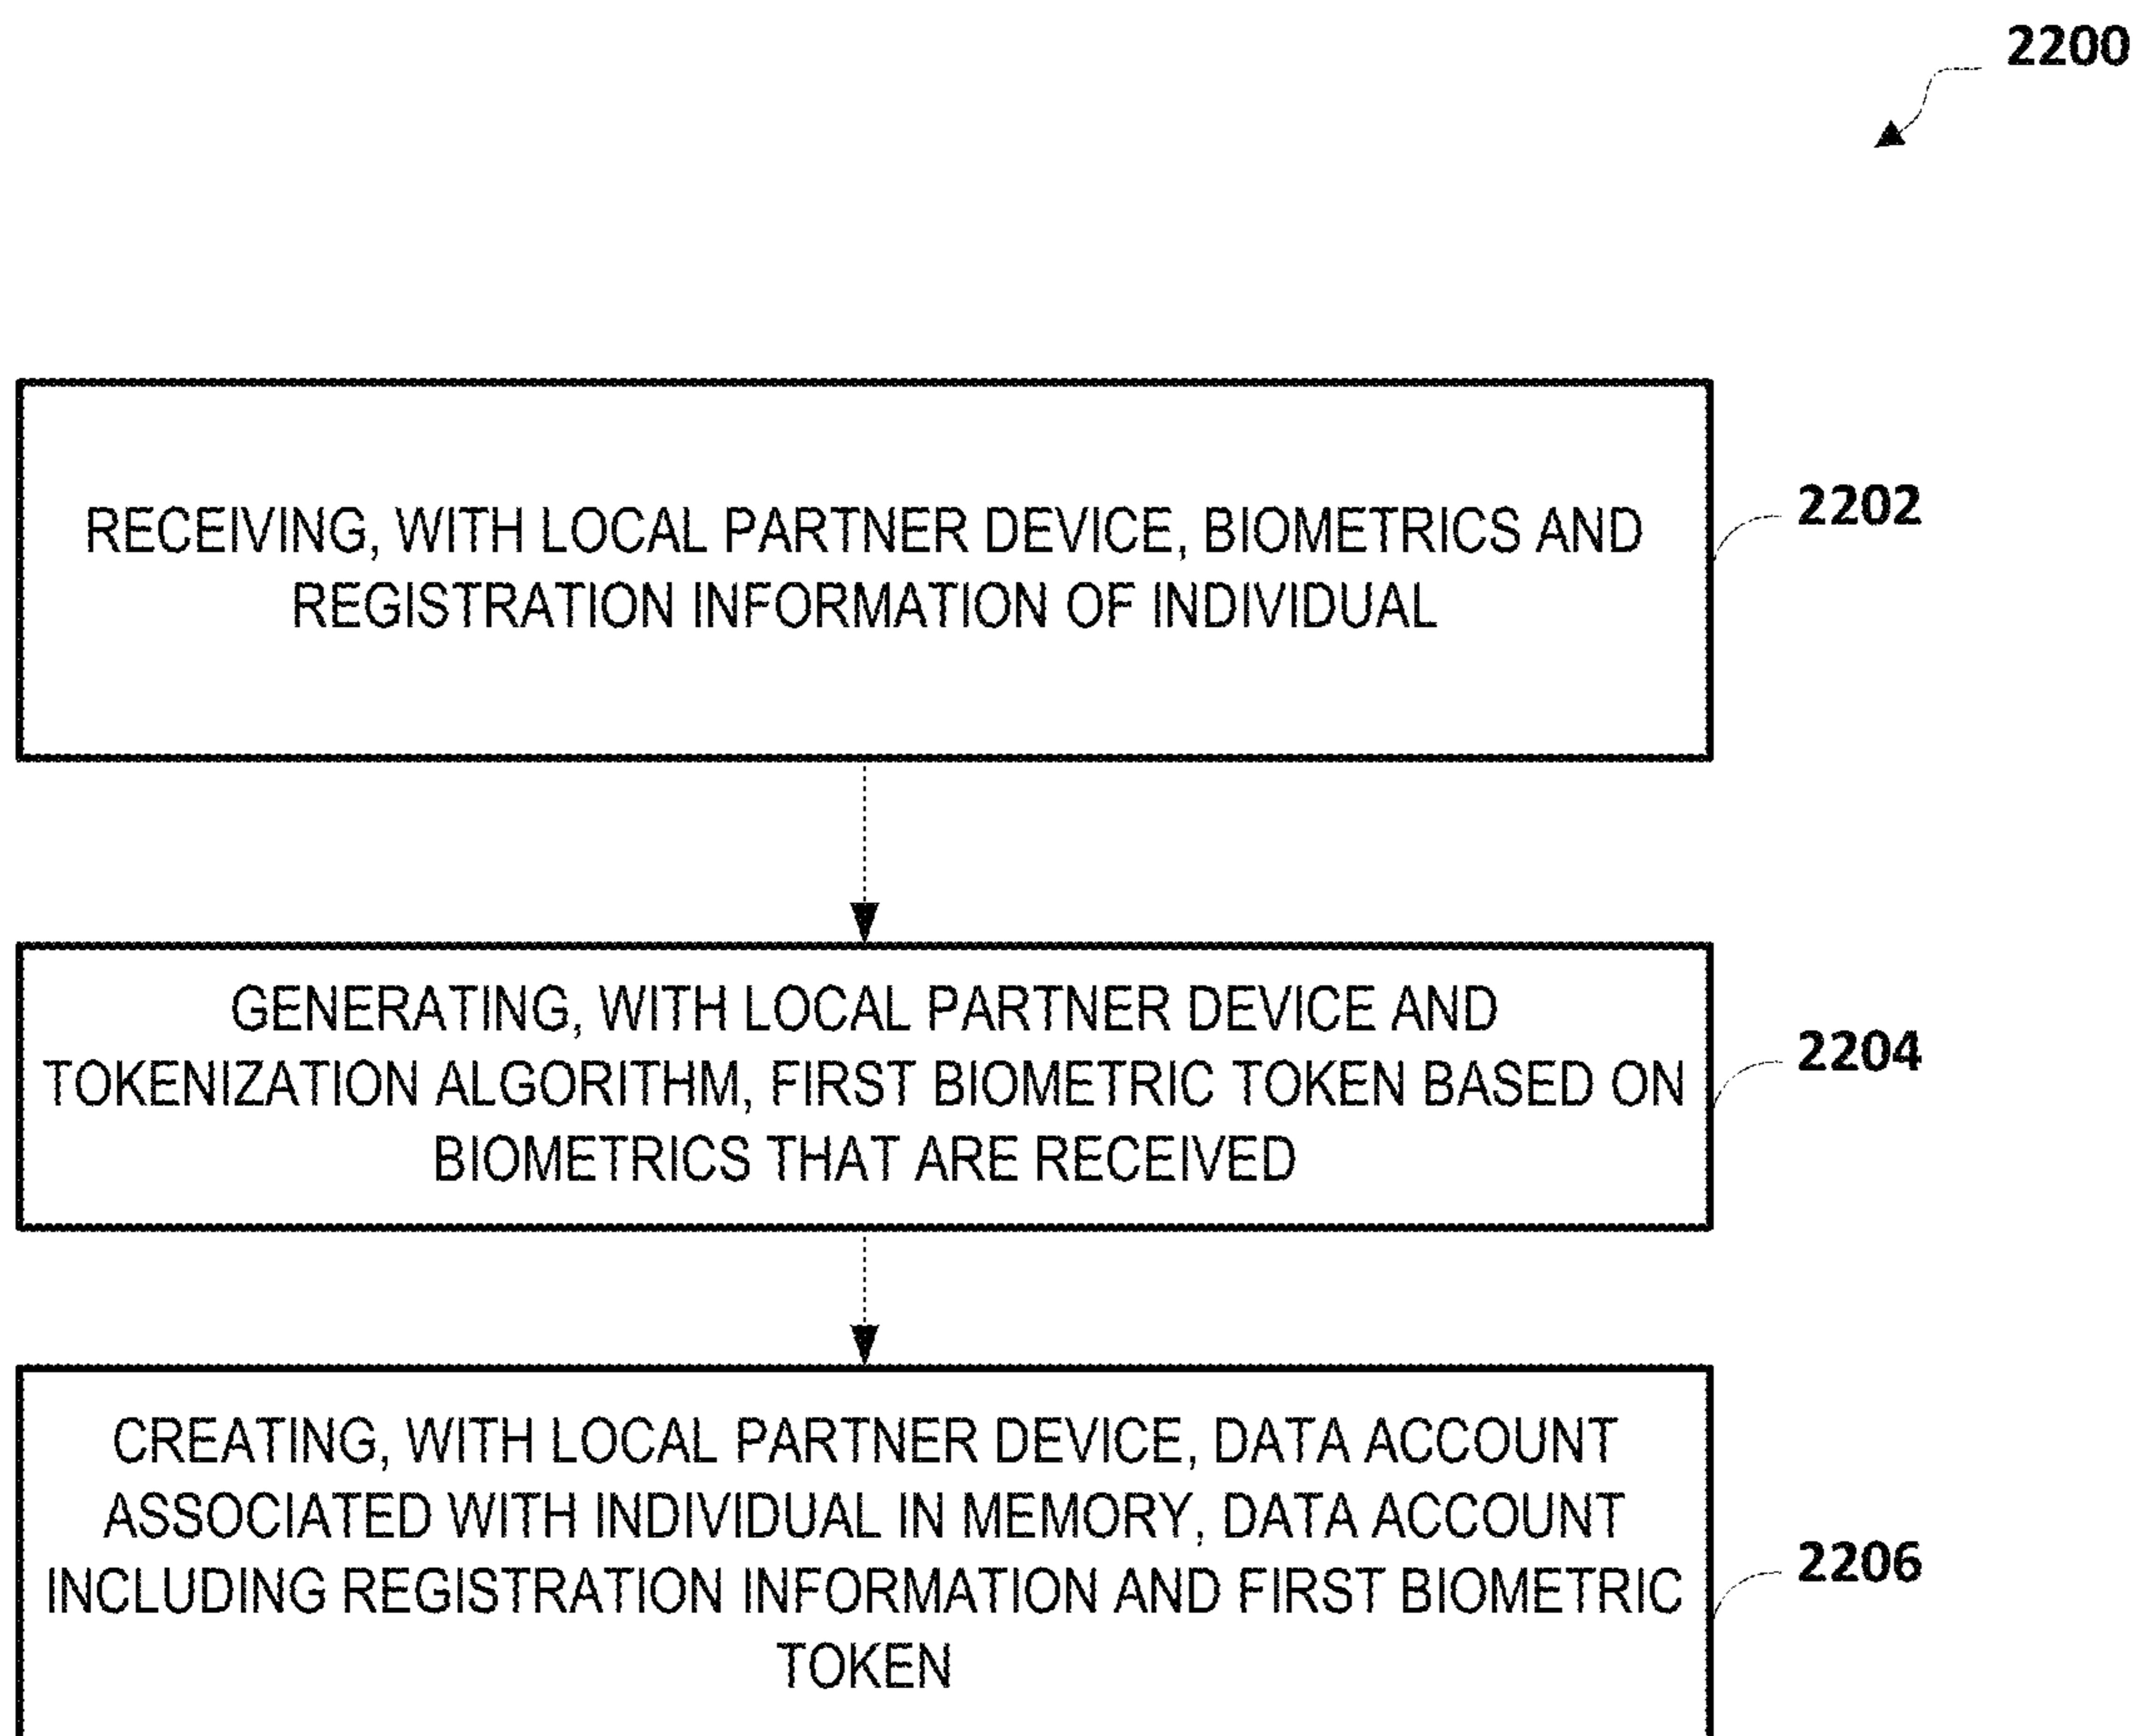 2200
RECEIVING, WITH LOCAL PARTNER DEVICE, BIOMETRICS AND
REGISTRATION INFORMATION OF INDIVIDUAL
2202
GENERATING, WITH LOCAL PARTNER DEVICE AND
TOKENIZATION ALGORITHM, FIRST BIOMETRIC TOKEN BASED ON
BIOMETRICS THAT ARE RECEIVED
2204
CREATING, WITH LOCAL PARTNER DEVICE, DATA ACCOUNT
ASSOCIATED WITH INDIVIDUAL IN MEMORY, DATA ACCOUNT
INCLUDING REGISTRATION INFORMATION AND FIRST BIOMETRIC
TOKEN
2206